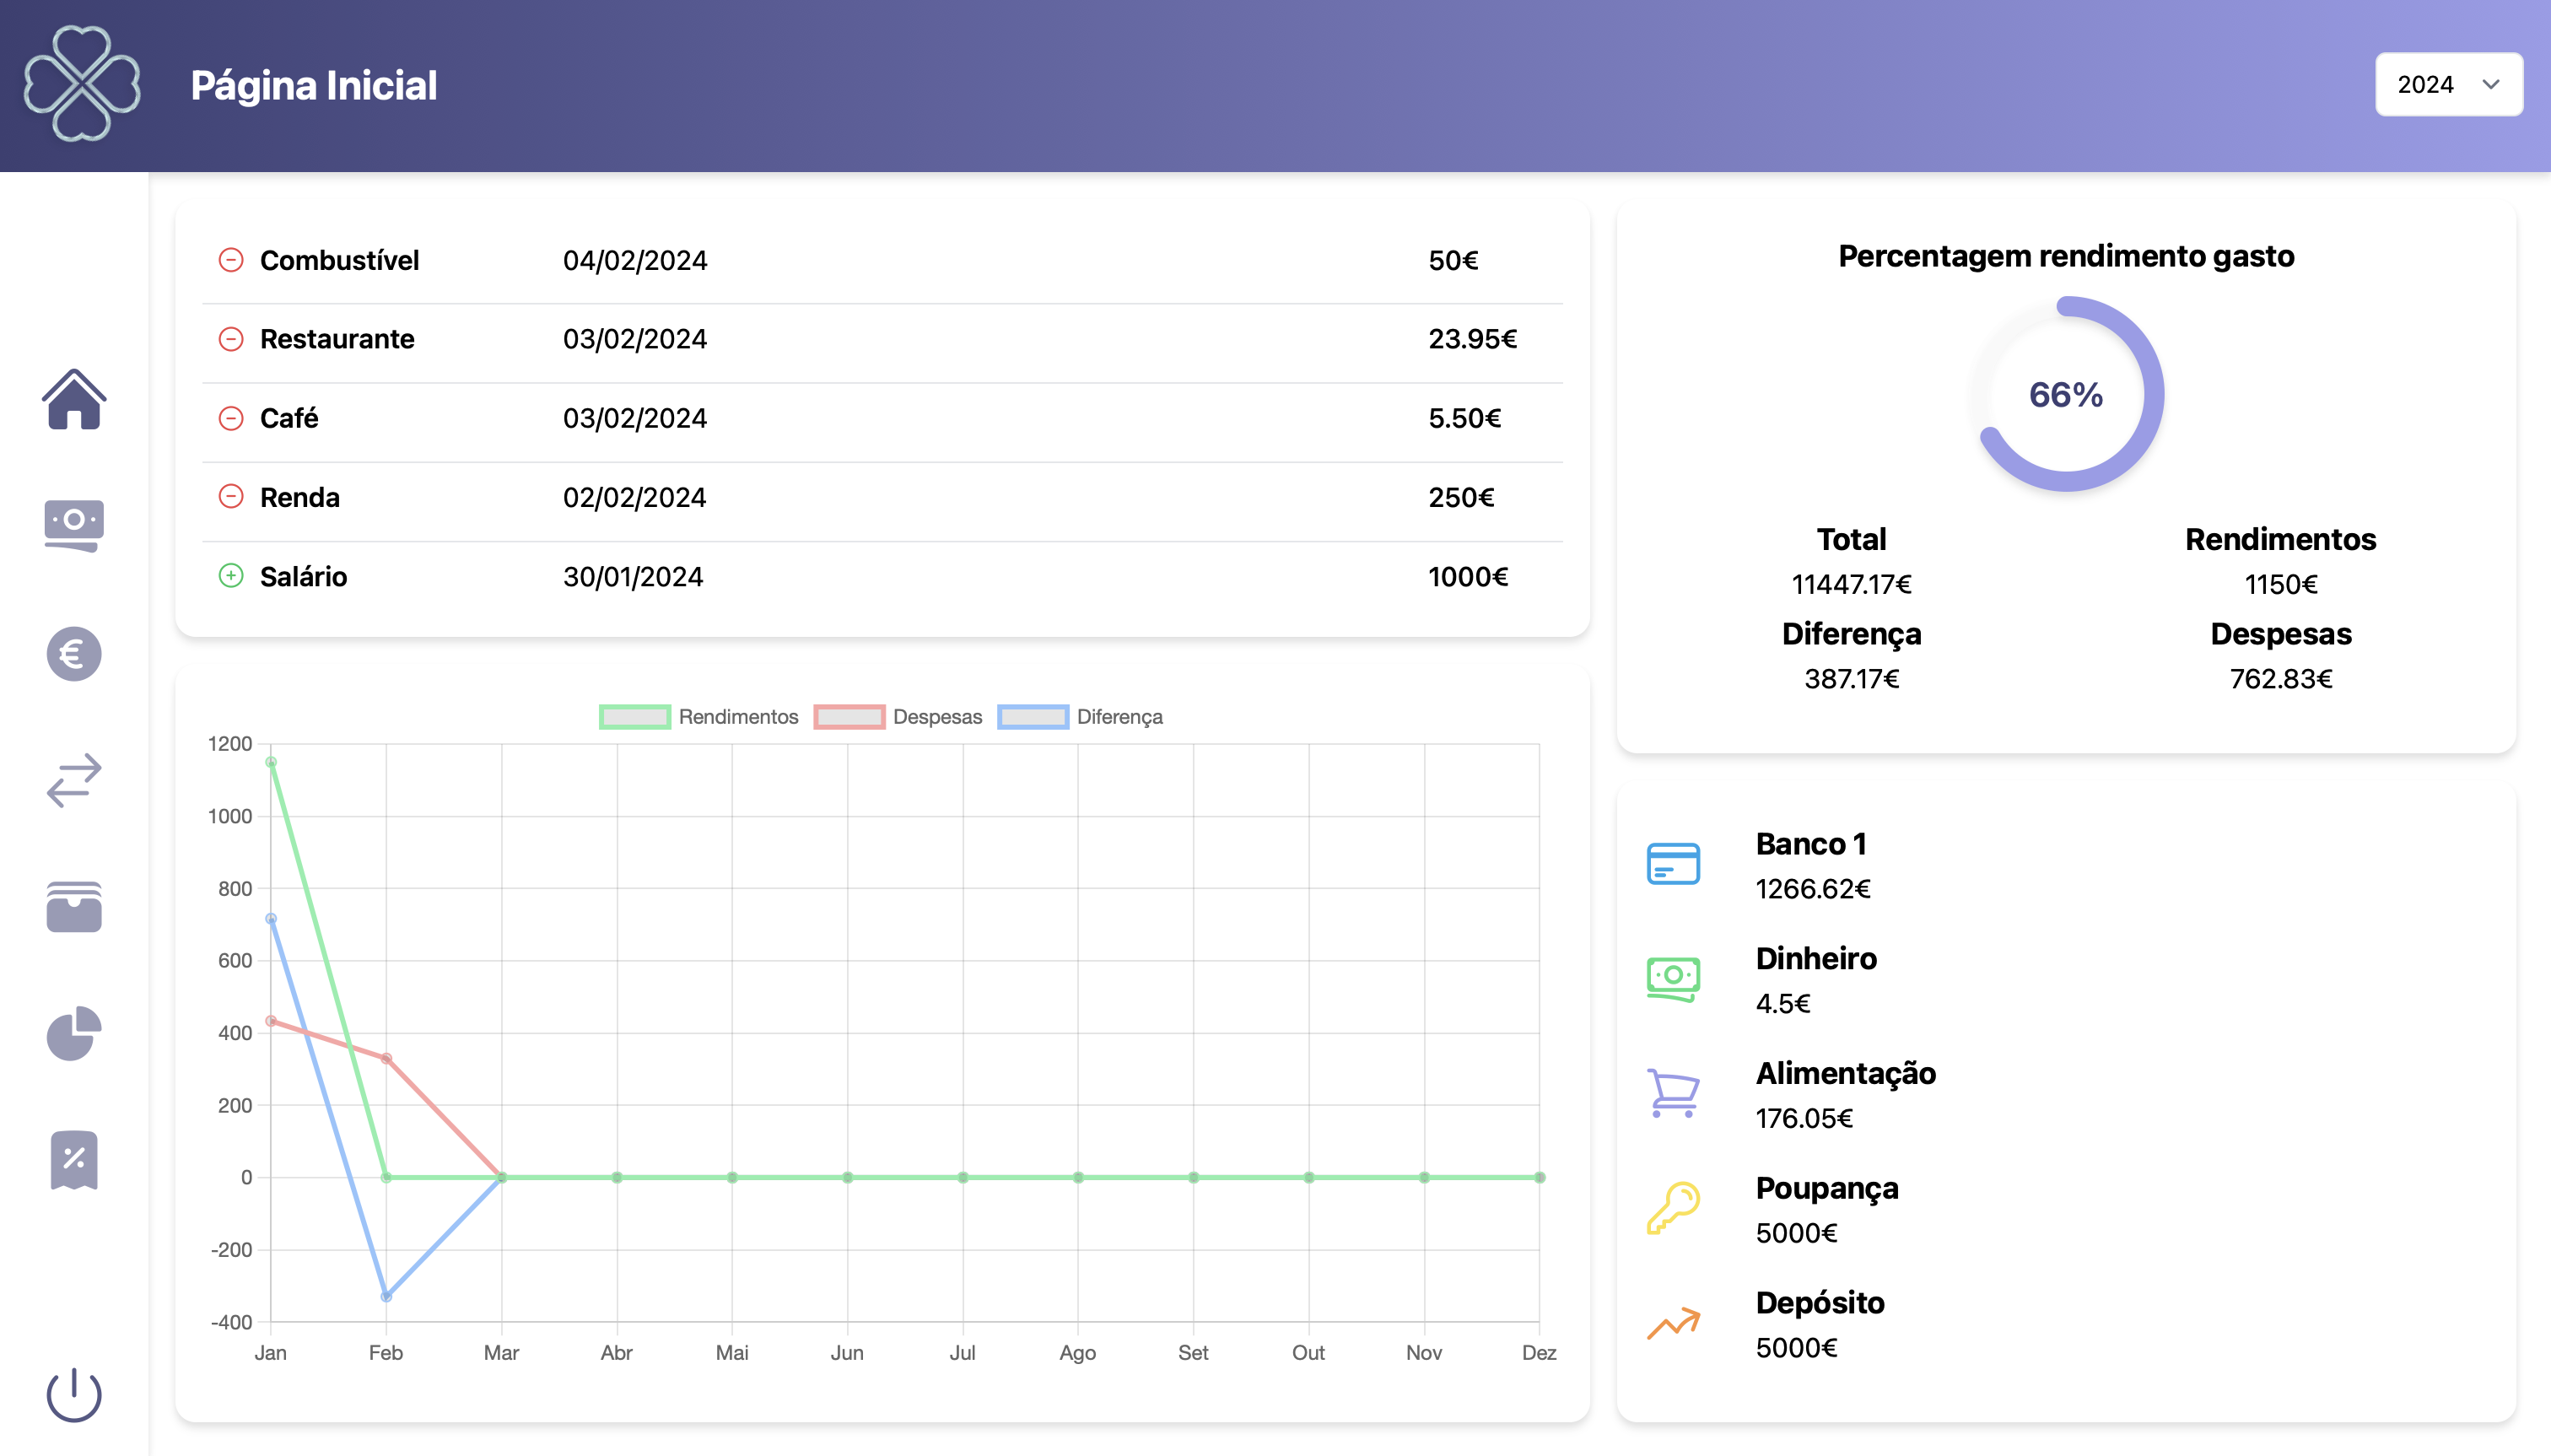 Página Inicial
2024
Combustível 04/02/2024 50€
Restaurante 03/02/2024 23.95€
Café 03/02/2024 5.50€
Renda 02/02/2024 250€
Salário 30/01/2024 1000€
Rendimentos Despesas Diferença
1200
1000
800
600
400
200
0
-200
-400
Jan Feb Mar Abr Mai Jun Jul Ago Set Out Nov Dez
Percentagem rendimento gasto
66%
Total Rendimentos
11447.17€ 1150€
Diferença Despesas
387.17€ 762.83€
Banco 1
1266.62€
Dinheiro
4.5€
Alimentação
176.05€
Poupança
5000€
Depósito
5000€